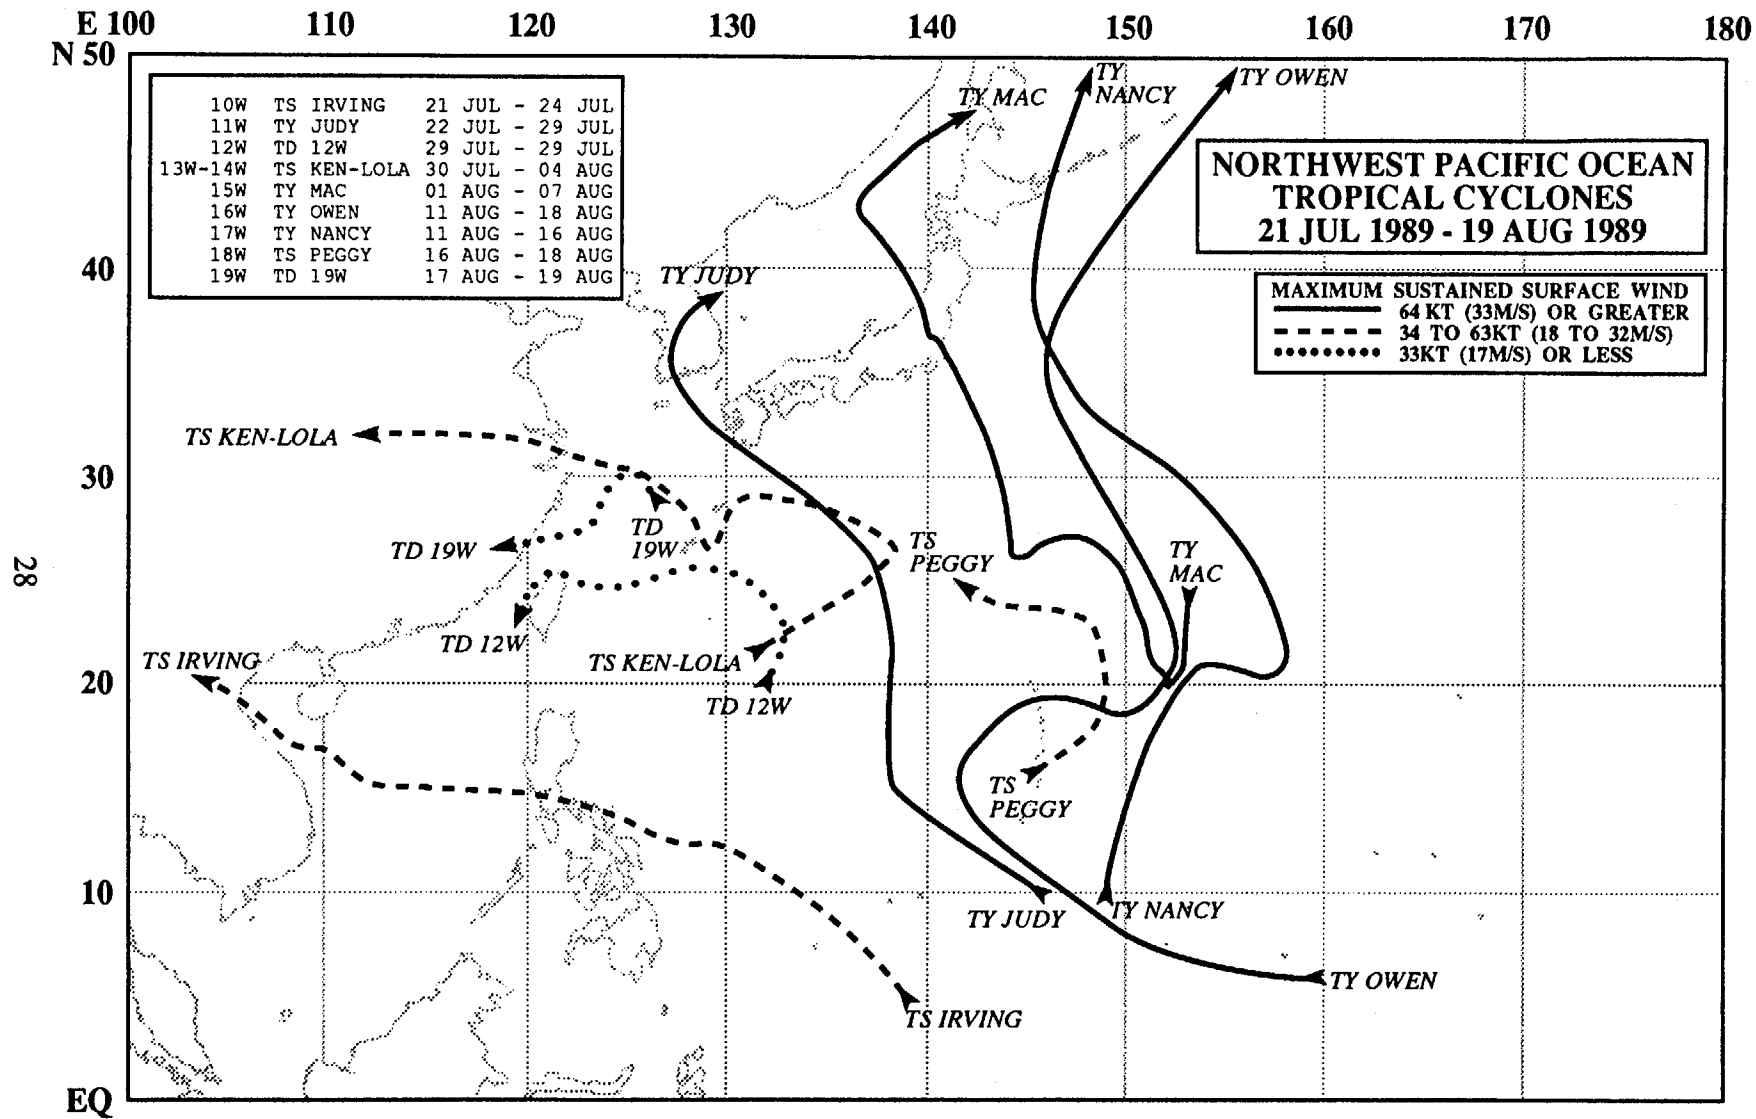 E 100 110 120 130 140 150 160 170 180
N 50
40
30
20
10
EQ
10W TS IRVING 21 JUL - 24 JUL
11W TY JUDY 22 JUL - 29 JUL
12W TD 12W 29 JUL - 29 JUL
13W-14W TS KEN-LOLA 30 JUL - 04 AUG
15W TY MAC 01 AUG - 07 AUG
16W TY OWEN 11 AUG - 18 AUG
17W TY NANCY 11 AUG - 16 AUG
18W TS PEGGY 16 AUG - 18 AUG
19W TD 19W 17 AUG - 19 AUG
TY MAC
TY
NANCY
TY OWEN
NORTHWEST PACIFIC OCEAN
TROPICAL CYCLONES
21 JUL 1989 - 19 AUG 1989
MAXIMUM SUSTAINED SURFACE WIND
64 KT (33M/S) OR GREATER
34 TO 63KT (18 TO 32M/S)
33KT (17M/S) OR LESS
TY JUDY
TS KEN-LOLA
TD
19W
TD 19W
TS
PEGGY
TY
MAC
TD 12W
TS KEN-LOLA
TS IRVING
TD 12W
TS
PEGGY
TY JUDY
TY NANCY
TY OWEN
TS IRVING
28